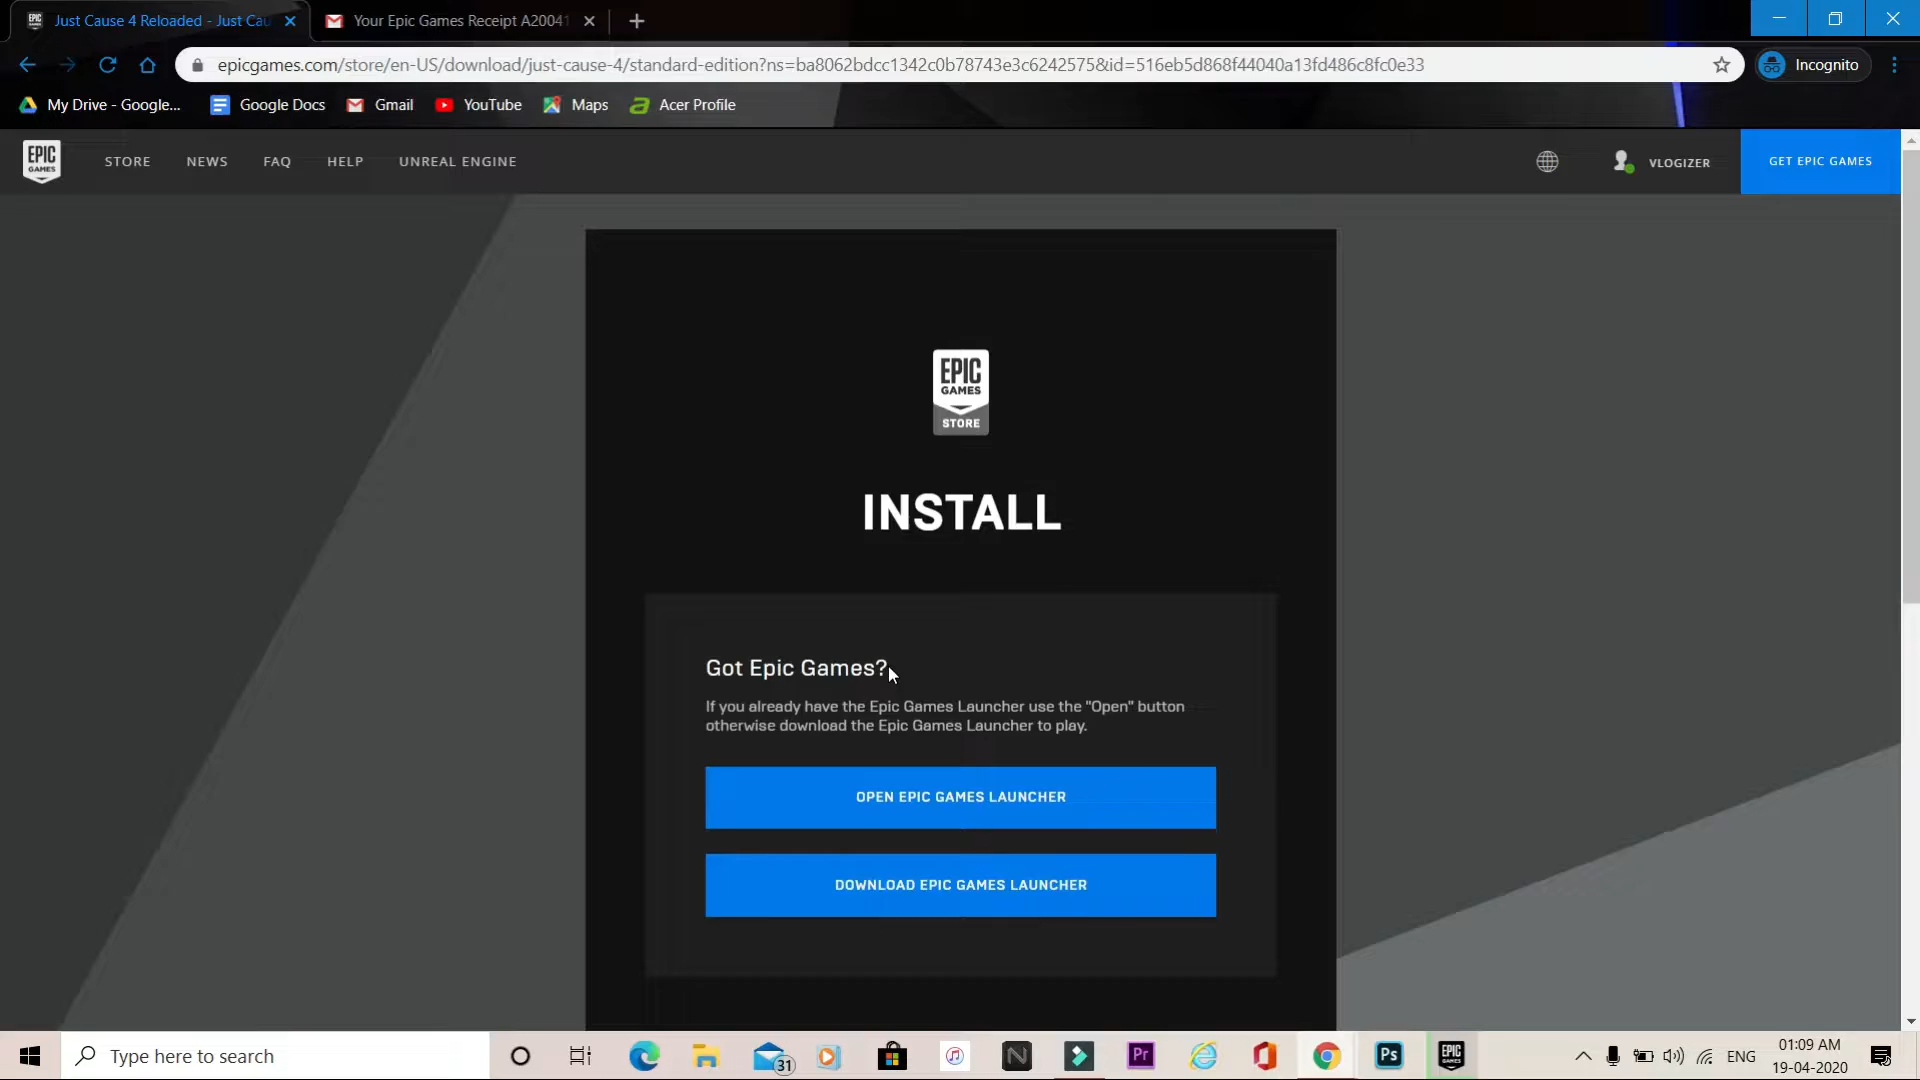 Just Cause 4 Reloaded - Just Cau
Your Epic Games Receipt A20041
epicgames.com/store/en-US/download/just-cause-4/standard-edition?ns=ba8062bdcc1342c0b78743e3c6242575&id=516eb5d868f44040a13fd486c8fc0e33
Incognito
My Drive - Google...
Google Docs
Gmail
YouTube
Maps
Acer Profile
EPIC
GAMES
STORE
NEWS
FAQ
HELP
UNREAL ENGINE
VLOGIZER
GET EPIC GAMES
EPIC
GAMES
STORE
INSTALL
Got Epic Games?
If you already have the Epic Games Launcher use the "Open" button
otherwise download the Epic Games Launcher to play.
OPEN EPIC GAMES LAUNCHER
DOWNLOAD EPIC GAMES LAUNCHER
Type here to search
31
N
Pr
Ps
EPIC
GAMES
ENG
01:09 AM
19-04-2020